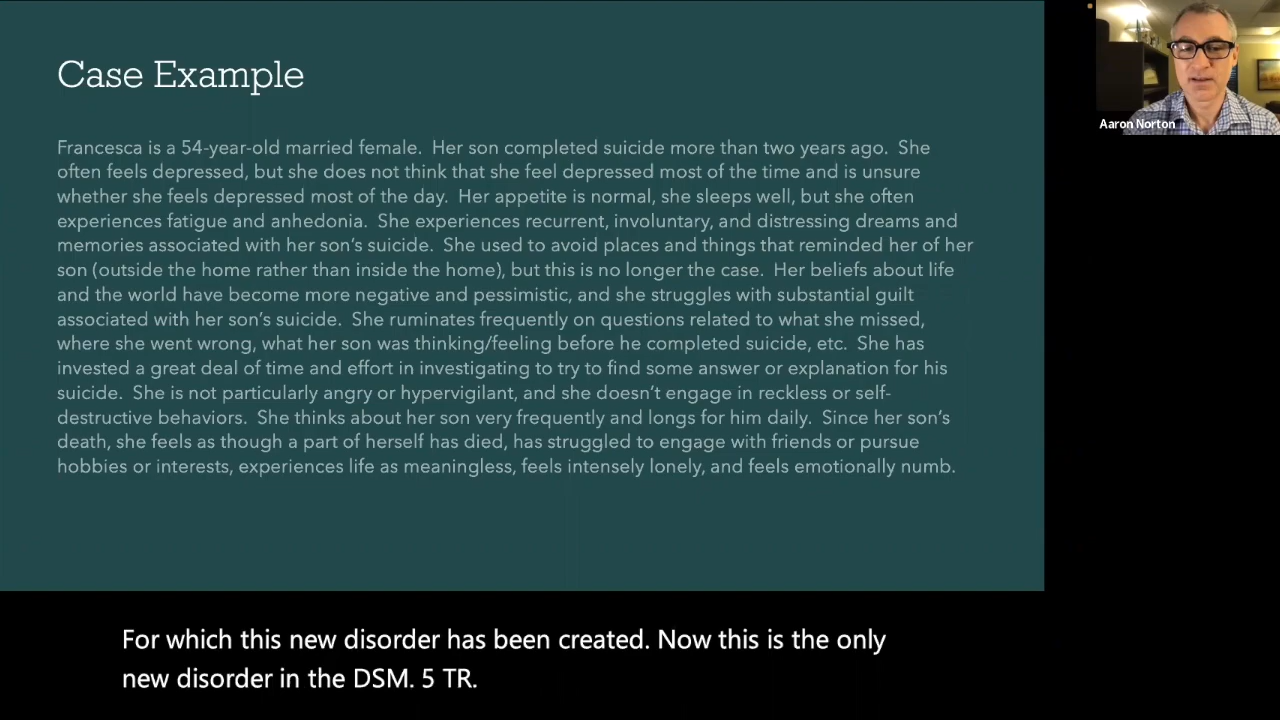 Case Example
Francesca is a 54-year-old married female.  Her son completed suicide more than two years ago.  She
often feels depressed, but she does not think that she feel depressed most of the time and is unsure
whether she feels depressed most of the day.  Her appetite is normal, she sleeps well, but she often
experiences fatigue and anhedonia.  She experiences recurrent, involuntary, and distressing dreams and
memories associated with her son’s suicide.  She used to avoid places and things that reminded her of her
son (outside the home rather than inside the home), but this is no longer the case.  Her beliefs about life
and the world have become more negative and pessimistic, and she struggles with substantial guilt
associated with her son’s suicide.  She ruminates frequently on questions related to what she missed,
where she went wrong, what her son was thinking/feeling before he completed suicide, etc.  She has
invested a great deal of time and effort in investigating to try to find some answer or explanation for his
suicide.  She is not particularly angry or hypervigilant, and she doesn’t engage in reckless or self-
destructive behaviors.  She thinks about her son very frequently and longs for him daily.  Since her son’s
death, she feels as though a part of herself has died, has struggled to engage with friends or pursue
hobbies or interests, experiences life as meaningless, feels intensely lonely, and feels emotionally numb.
Aaron Norton
For which this new disorder has been created. Now this is the only
new disorder in the DSM. 5 TR.